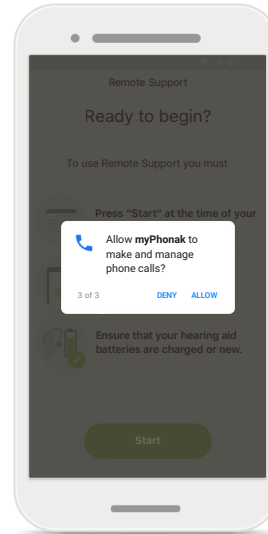 Remote Support
Ready to begin?
To use Remote Support you must
Press “Start” at the time of your
Allow myPhonak to
make and manage
phone calls?
3 of 3
DENY
ALLOW
Ensure that your hearing aid
batteries are charged or new.
Start